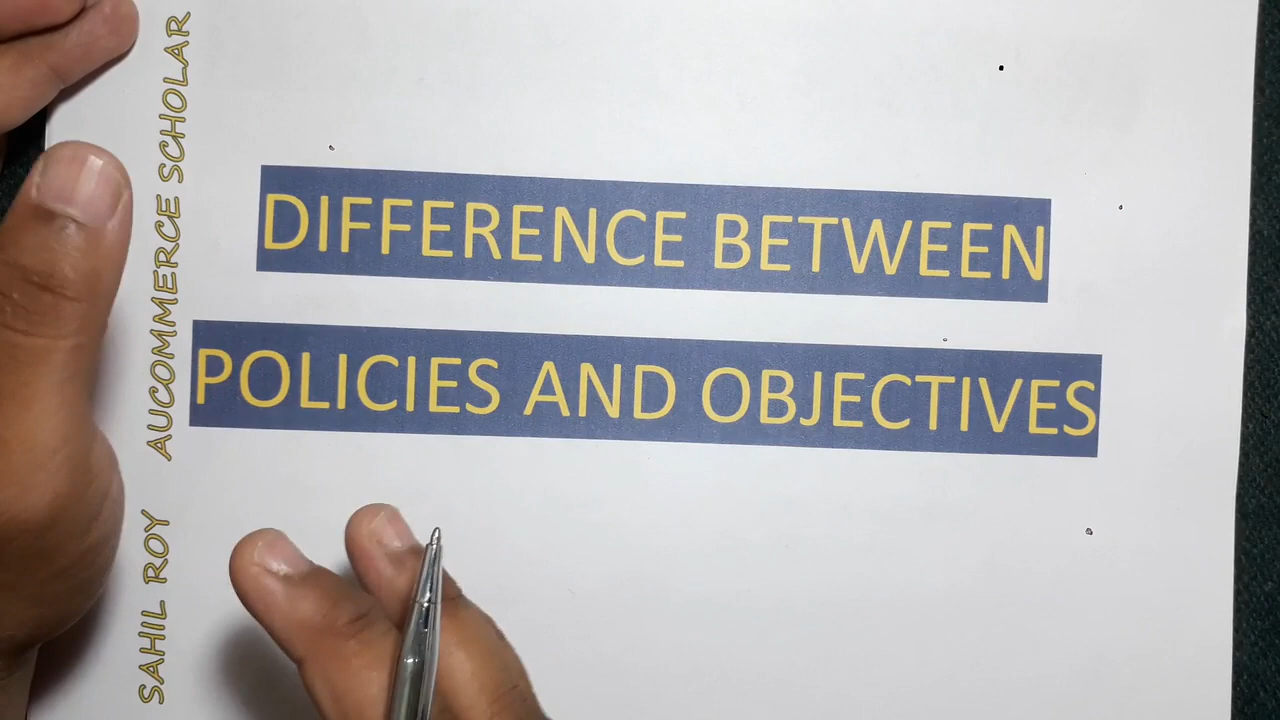 DIFFERENCE BETWEEN
POLICIES AND OBJECTIVES
SAHIL ROY AUCOMMERCE SCHOLAR